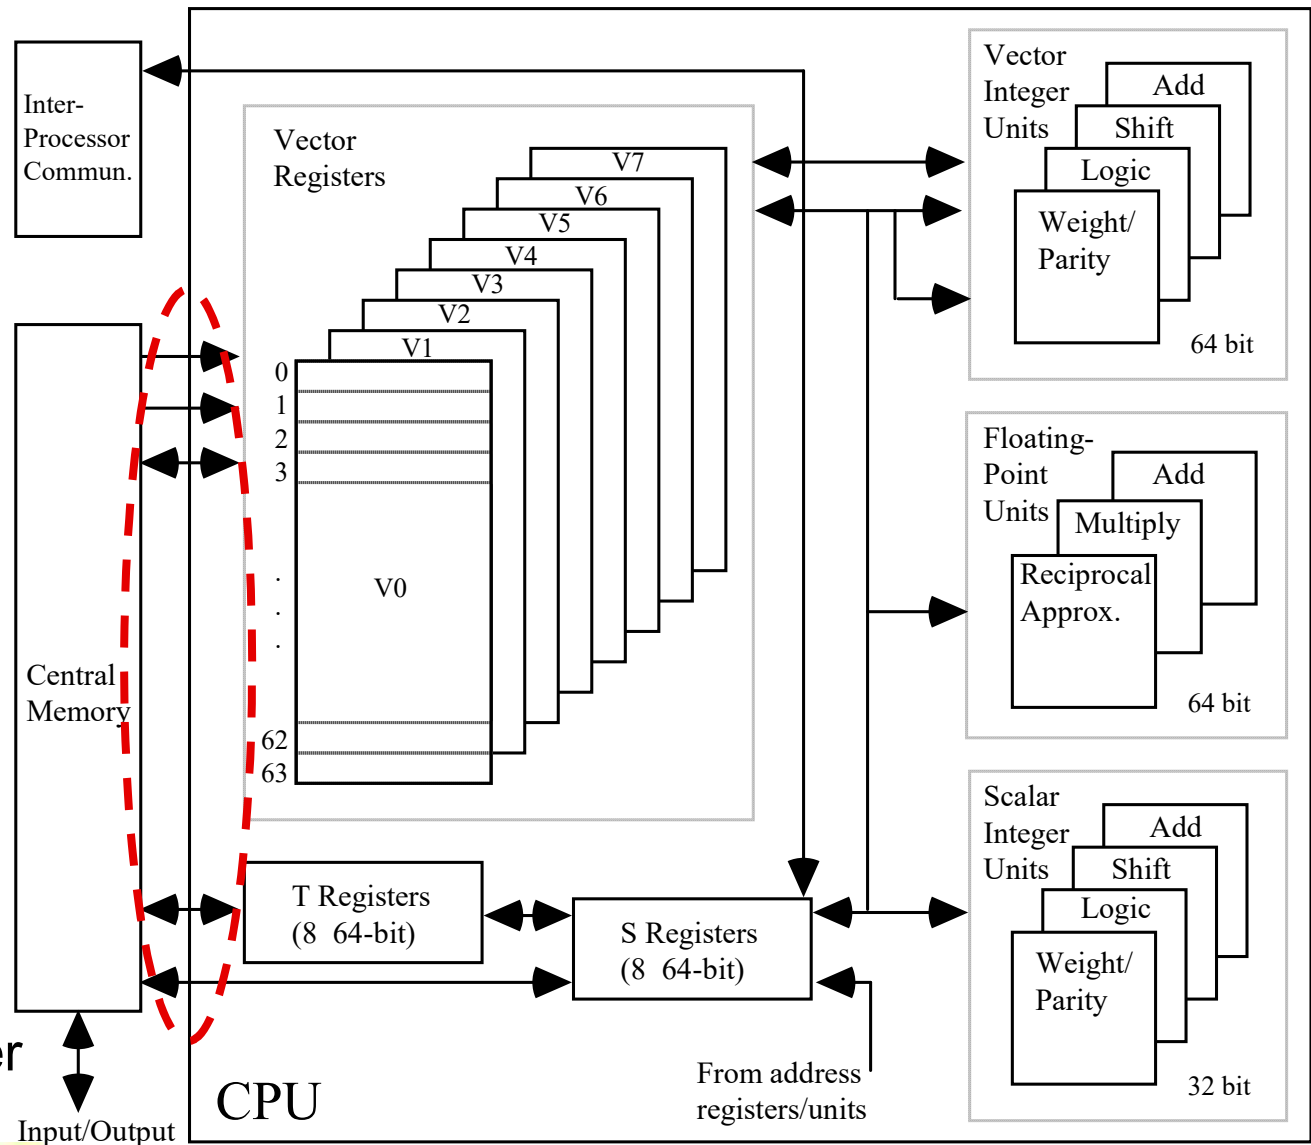 Inter-
Processor
Commun.
Vector
Registers
V7
V6
V5
V4
V3
V2
V1
0
1
2
3
.
.
.
V0
62
63
Vector
Integer
Units
Add
Shift
Logic
Weight/
Parity
64 bit
Floating-
Point
Units
Add
Multiply
Reciprocal
Approx.
64 bit
Central
Memory
T Registers
(8 64-bit)
S Registers
(8 64-bit)
Scalar
Integer
Units
Add
Shift
Logic
Weight/
Parity
32 bit
From address
registers/units
CPU
er
Input/Output